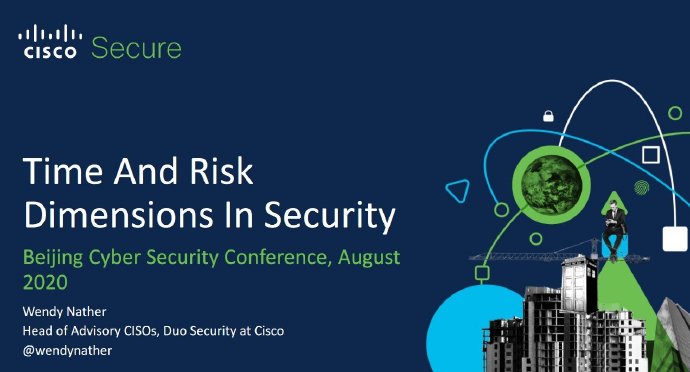 CISCO Secure
Time And Risk
Dimensions In Security
Beijing Cyber Security Conference, August
2020
Wendy Nather
Head of Advisory CISOs, Duo Security at Cisco
@wendynather